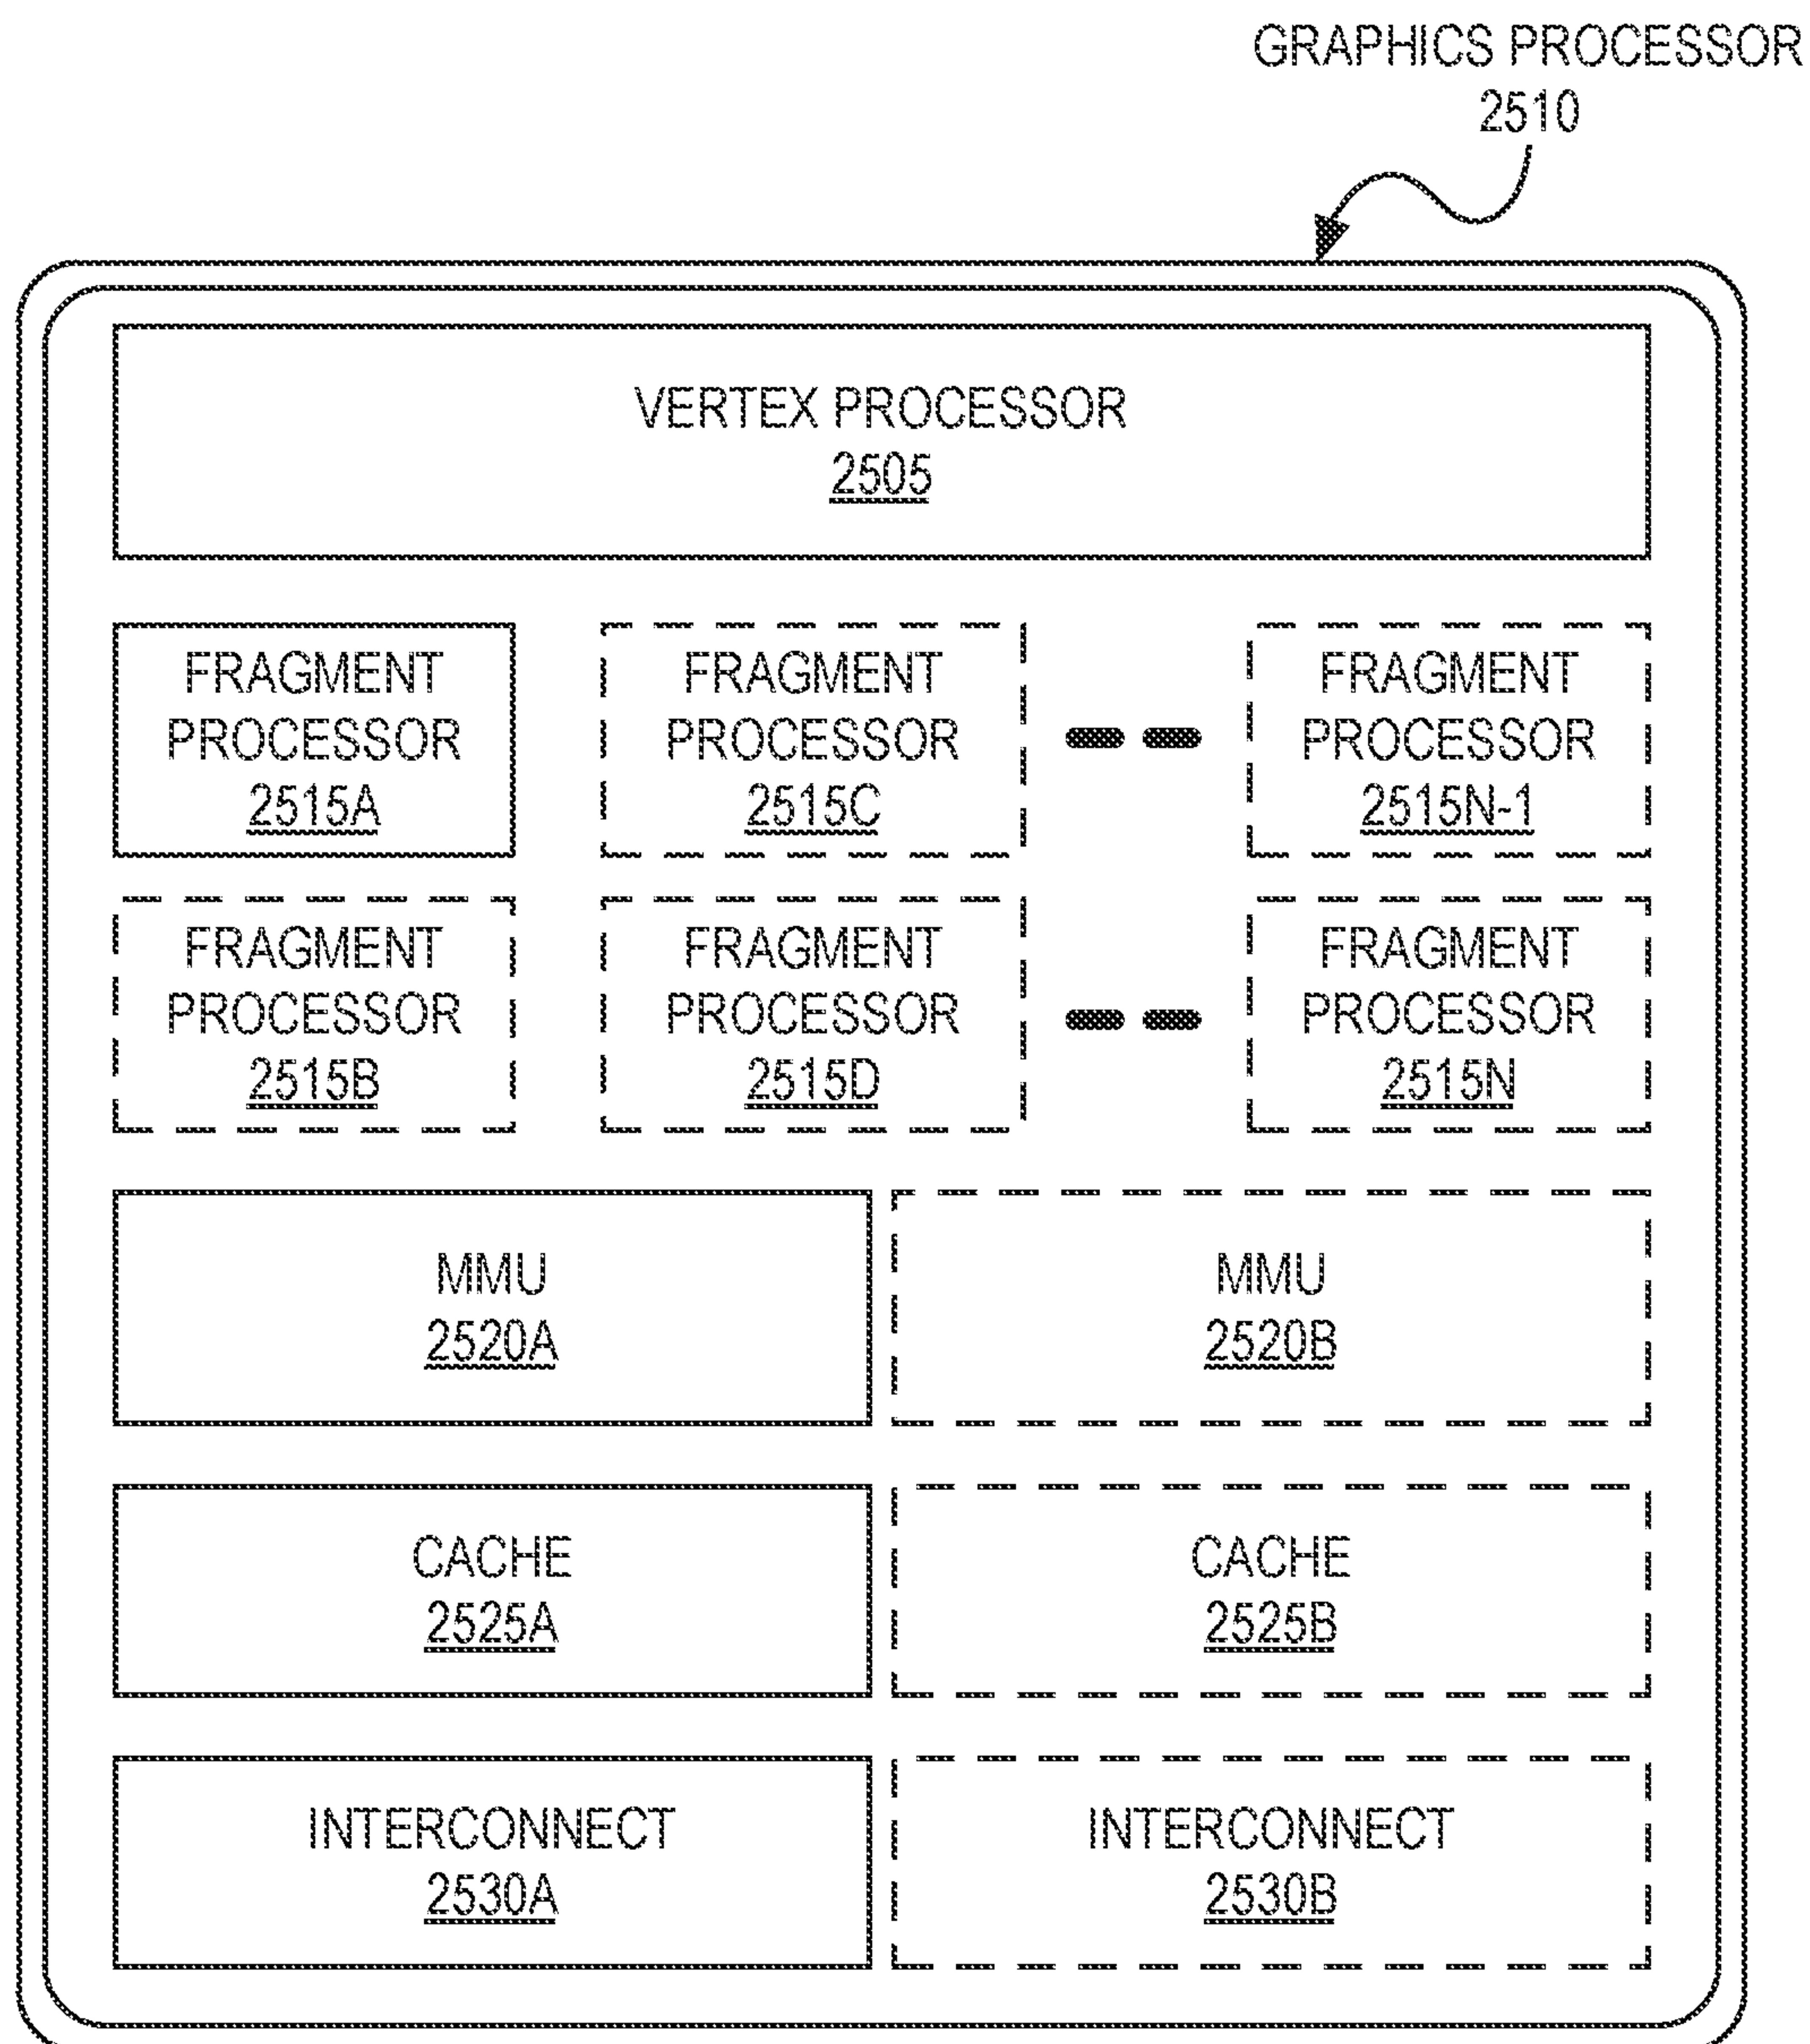 GRAPHICS PROCESSOR
2510
VERTEX PROCESSOR
2505
FRAGMENT
PROCESSOR
2515A
FRAGMENT
PROCESSOR
2515C
FRAGMENT
PROCESSOR
2515N-1
FRAGMENT
PROCESSOR
2515B
FRAGMENT
PROCESSOR
2515D
FRAGMENT
PROCESSOR
2515N
MMU
2520A
MMU
2520B
CACHE
2525A
CACHE
2525B
INTERCONNECT
2530A
INTERCONNECT
2530B